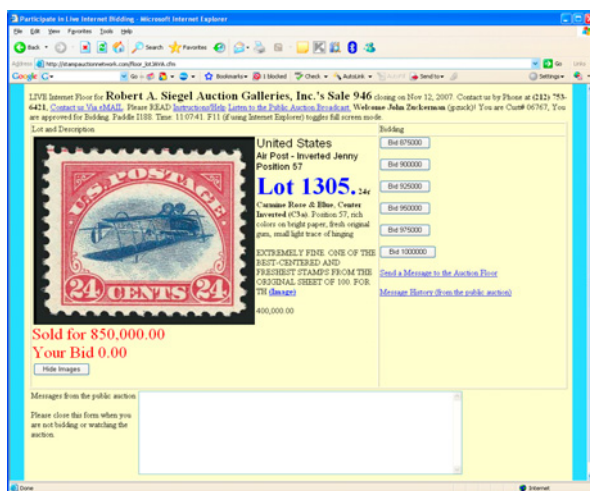 Participate in Live Internet Bidding - Microsoft Internet Explorer
File Edit View Favorites Tools Help
Back Search Favorites
Address http://stampauctionnetwork.com/floor_lot3AVA.cfm Go Links
Google G Go Bookmarks 1 blocked Check AutoLink Send to Settings
LIVE Internet Floor for Robert A. Siegel Auction Galleries, Inc.'s Sale 946 closing on Nov 12, 2007. Contact us by Phone at (212) 753-
6421, Contact us Via eMAIL. Please READ Instructions/Help Listen to the Public Auction Broadcast. Welcome John Zuckerman (jpzuck)! You are Cust# 06767, You
are approved for Bidding. Paddle I188. Time: 11:07:41. F11 (if using Internet Explorer) toggles full screen mode.
Lot and Description
Bidding
U.S. POSTAGE.
24 CENTS 24
United States
Air Post - Inverted Jenny
Position 57
Lot 1305. 24c
Carmine Rose & Blue, Center
Inverted (C3a). Position 57, rich
colors on bright paper, fresh original
gum, small light trace of hinging
EXTREMELY FINE. ONE OF THE
BEST-CENTERED AND
FRESHEST STAMPS FROM THE
ORIGINAL SHEET OF 100. FOR
TH (Image)
400,000.00
Bid 875000
Bid 900000
Bid 925000
Bid 950000
Bid 975000
Bid 1000000
Send a Message to the Auction Floor
Message History (from the public auction)
Sold for 850,000.00
Your Bid 0.00
Hide Images
Messages from the public auction
Please close this form when you
are not bidding or watching the
auction.
Done Internet